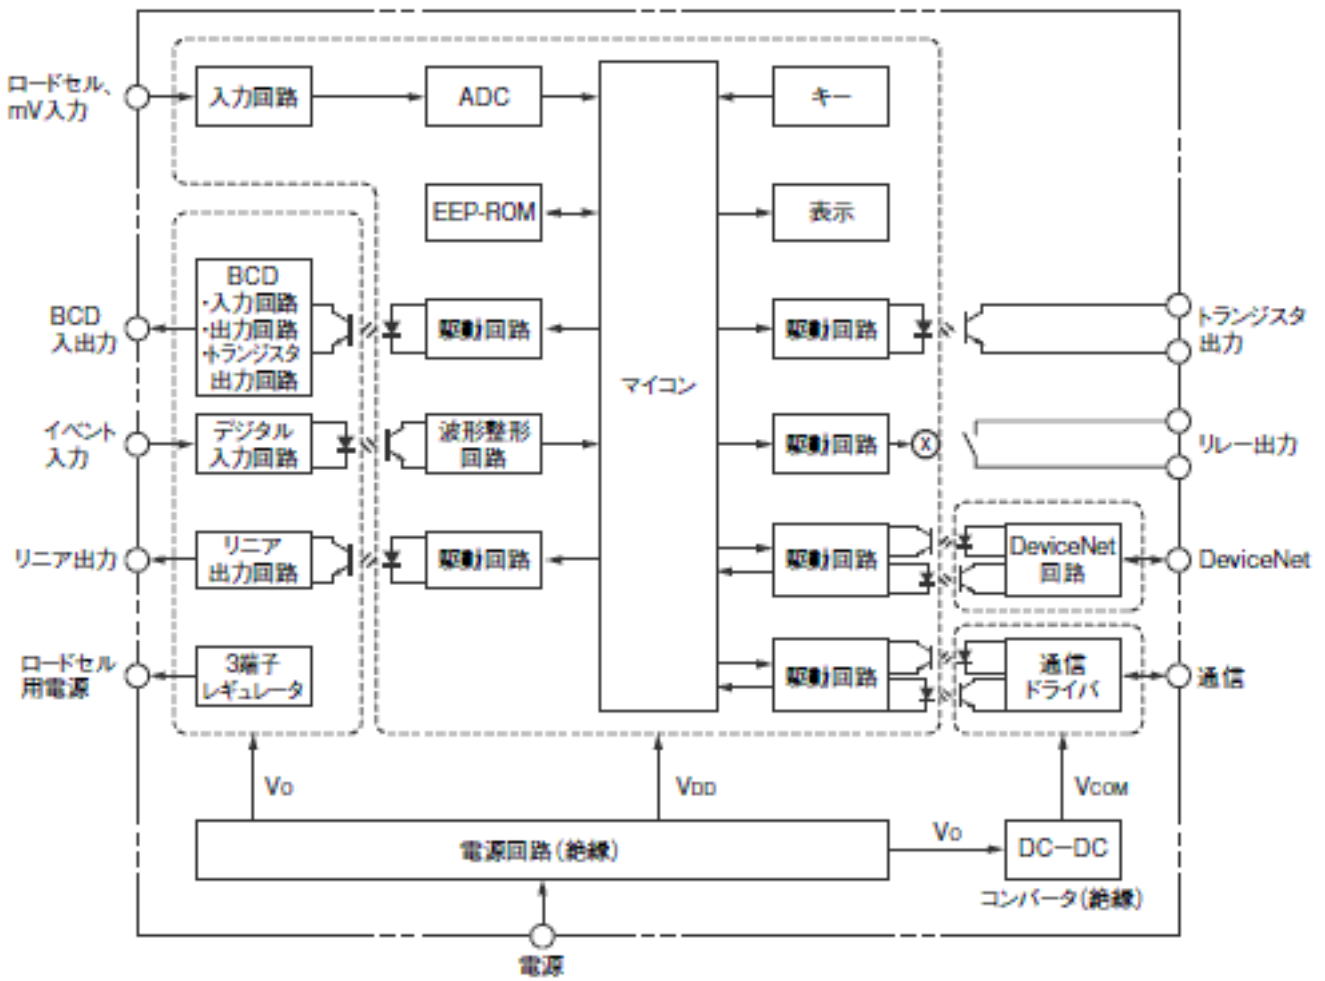 ロードセル、
mV入力
入力回路
ADC
キー
EEP-ROM
表示
BCD
入出力
BCD
・入力回路
・出力回路
・トランジスタ
出力回路
駆動回路
マイコン
駆動回路
トランジスタ
出力
イベント
入力
デジタル
入力回路
波形整形
回路
駆動回路
X
リレー出力
リニア出力
リニア
出力回路
駆動回路
駆動回路
DeviceNet
回路
DeviceNet
ロードセル
用電源
3端子
レギュレータ
駆動回路
通信
ドライバ
通信
VO
VDD
VCOM
電源回路(絶縁)
VO
DC−DC
コンバータ(絶縁)
電源